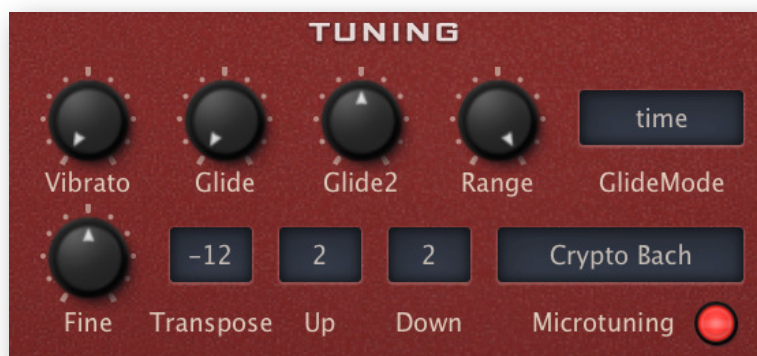 TUNING
time
Vibrato Glide Glide2 Range GlideMode
-12 2 2 Crypto Bach
Fine Transpose Up Down Microtuning